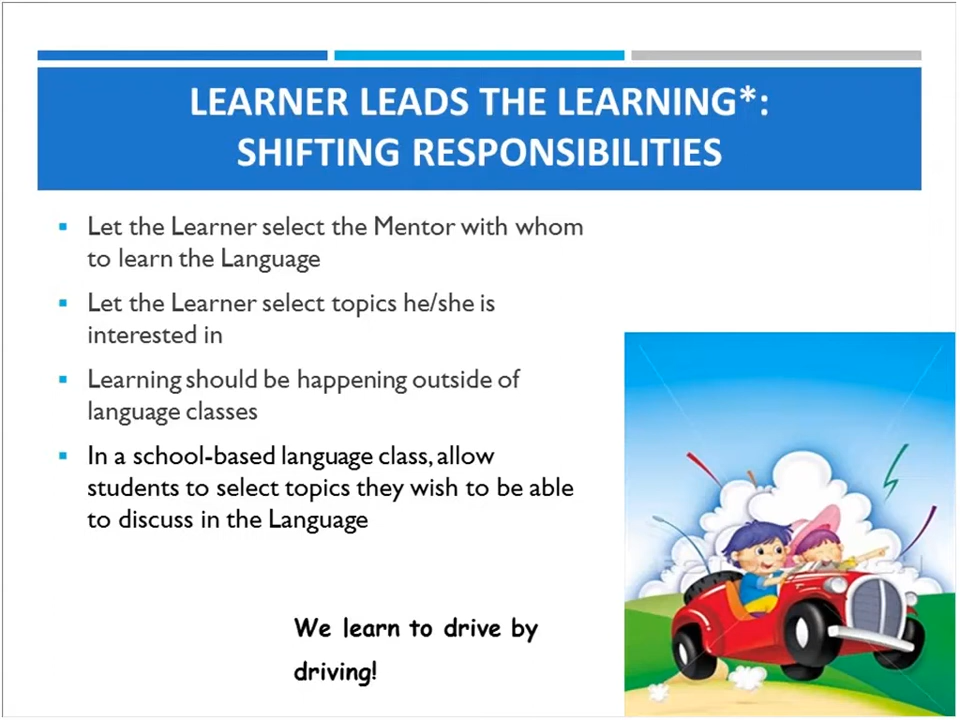 LEARNER LEADS THE LEARNING*:
SHIFTING RESPONSIBILITIES
Let the Learner select the Mentor with whom
to learn the Language
Let the Learner select topics he/she is
interested in
Learning should be happening outside of
language classes
In a school-based language class, allow
students to select topics they wish to be able
to discuss in the Language
We learn to drive by
driving!